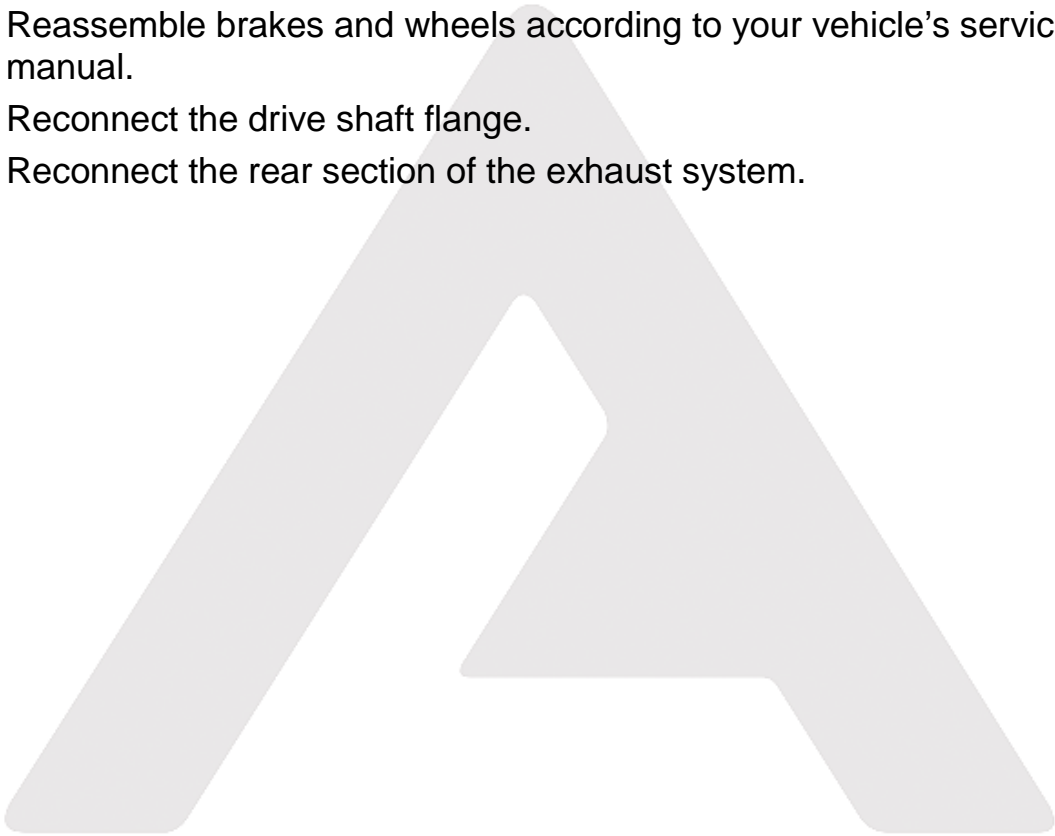 Reassemble brakes and wheels according to your vehicle’s servic
manual.
Reconnect the drive shaft flange.
Reconnect the rear section of the exhaust system.